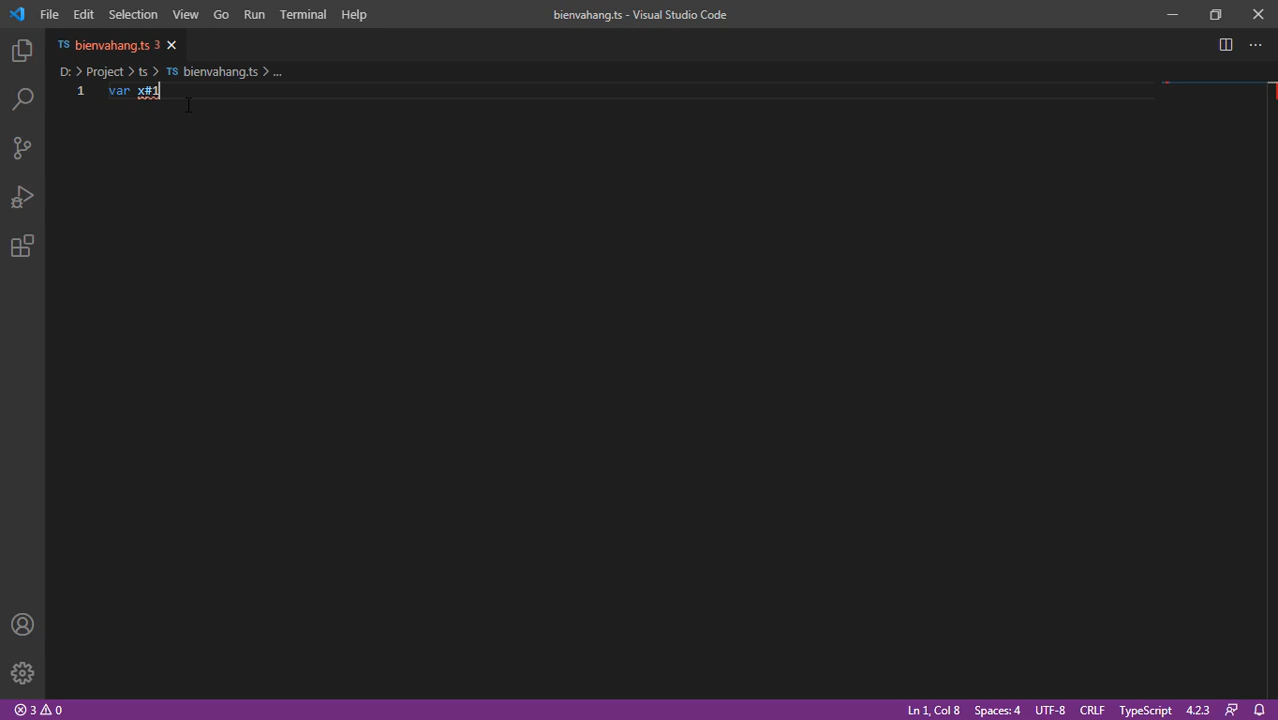 File Edit Selection View Go Run Terminal Help bienvahang.ts - Visual Studio Code
TS bienvahang.ts 3
D: > Project > ts > TS bienvahang.ts > ...
1 var x#1
3 0 Ln 1, Col 8 Spaces: 4 UTF-8 CRLF TypeScript 4.2.3